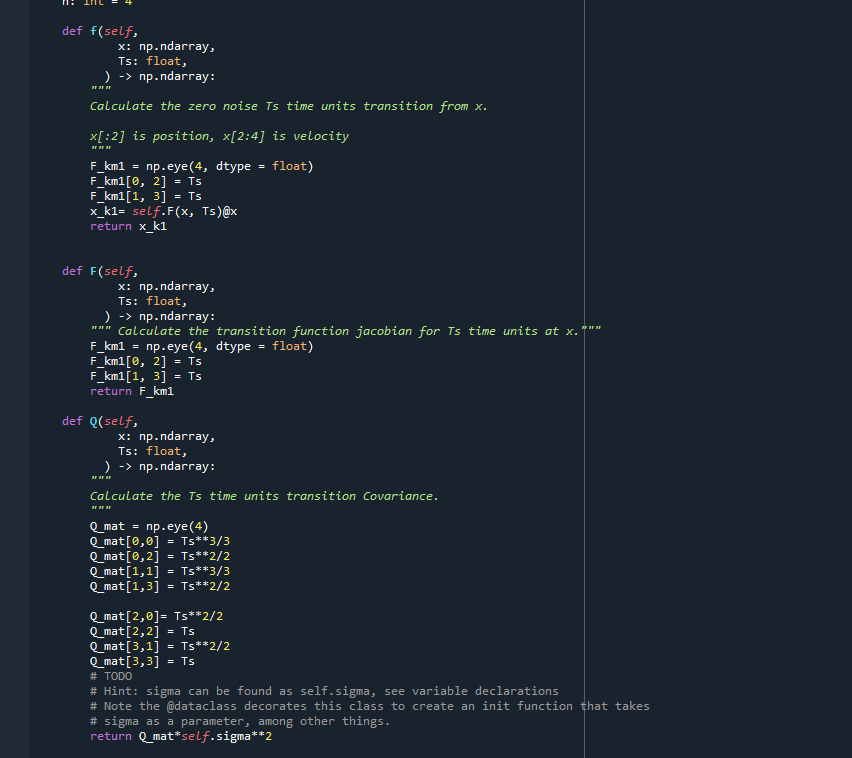 n: int = 4
def f(self,
x: np.ndarray,
Ts: float,
) -> np.ndarray:
"""
Calculate the zero noise Ts time units transition from x.
x[:2] is position, x[2:4] is velocity
"""
F_km1 = np.eye(4, dtype = float)
F_km1[0, 2] = Ts
F_km1[1, 3] = Ts
x_k1= self.F(x, Ts)@x
return x_k1
def F(self,
x: np.ndarray,
Ts: float,
) -> np.ndarray:
""" Calculate the transition function jacobian for Ts time units at x."""
F_km1 = np.eye(4, dtype = float)
F_km1[0, 2] = Ts
F_km1[1, 3] = Ts
return F_km1
def Q(self,
x: np.ndarray,
Ts: float,
) -> np.ndarray:
"""
Calculate the Ts time units transition Covariance.
"""
Q_mat = np.eye(4)
Q_mat[0,0] = Ts**3/3
Q_mat[0,2] = Ts**2/2
Q_mat[1,1] = Ts**3/3
Q_mat[1,3] = Ts**2/2
Q_mat[2,0]= Ts**2/2
Q_mat[2,2] = Ts
Q_mat[3,1] = Ts**2/2
Q_mat[3,3] = Ts
# TODO
# Hint: sigma can be found as self.sigma, see variable declarations
# Note the @dataclass decorates this class to create an init function that takes
# sigma as a parameter, among other things.
return Q_mat*self.sigma**2